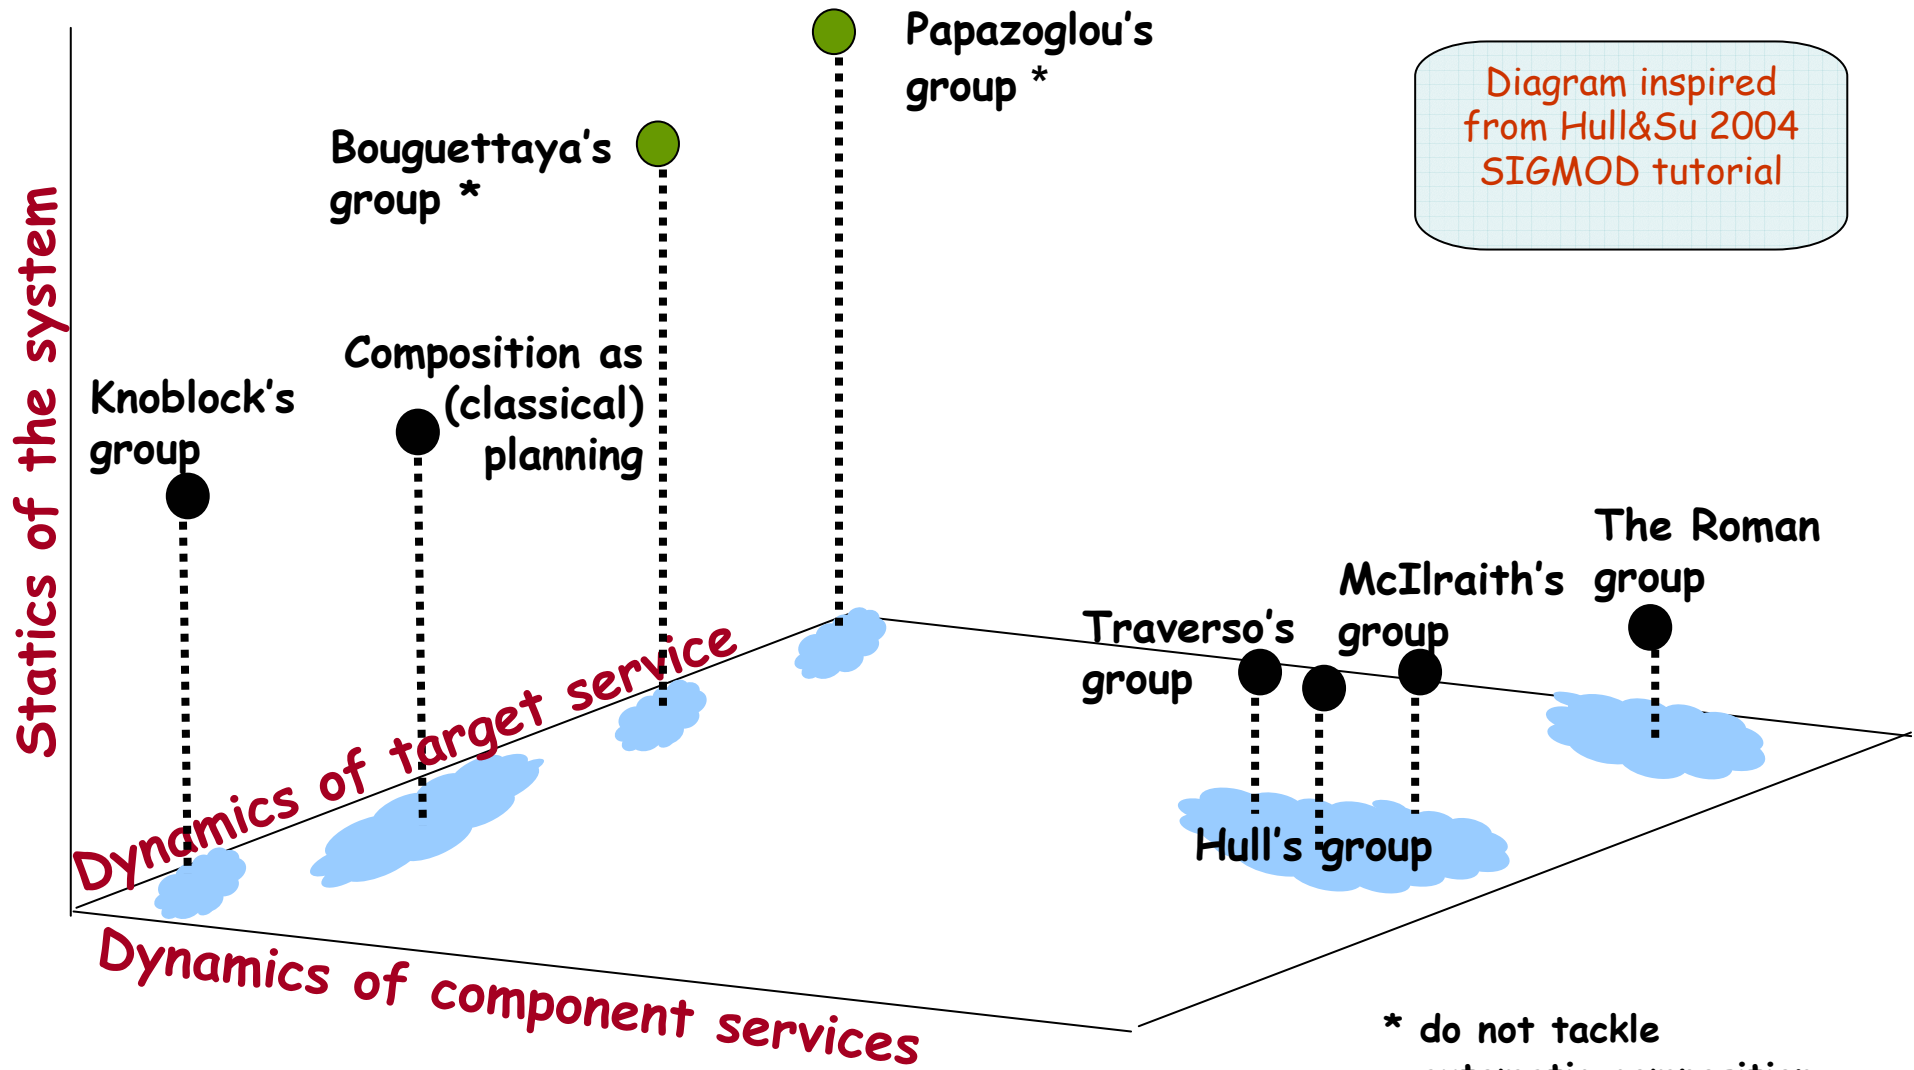 Papazoglou's
group *
Diagram inspired
from Hull&Su 2004
SIGMOD tutorial
Bouguettaya's
group *
Statics of the system
Composition as
(classical)
planning
Knoblock's
group
The Roman
group
McIlraith's
group
Traverso's
group
Dynamics of target service
Hull's group
Dynamics of component services
* do not tackle
automatic composition